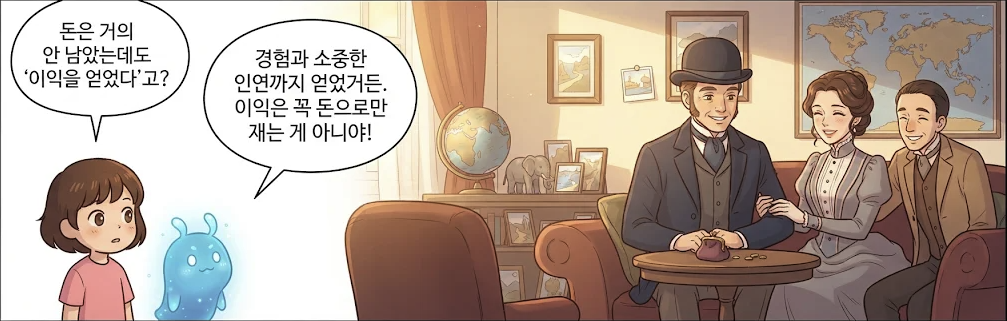 돈은 거의
안 남았는데도
‘이익을 얻었다’고?
경험과 소중한
인연까지 얻었거든.
이익은 꼭 돈으로만
재는 게 아니야!